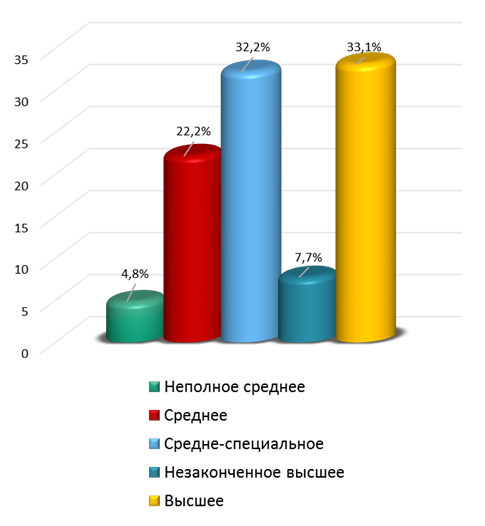 33,1%
32,2%
35
30
22,2%
25
20
15
7,7%
10
4,8%
5
0
Неполное среднее
Среднее
Средне-специальное
Незаконченное высшее
Высшее